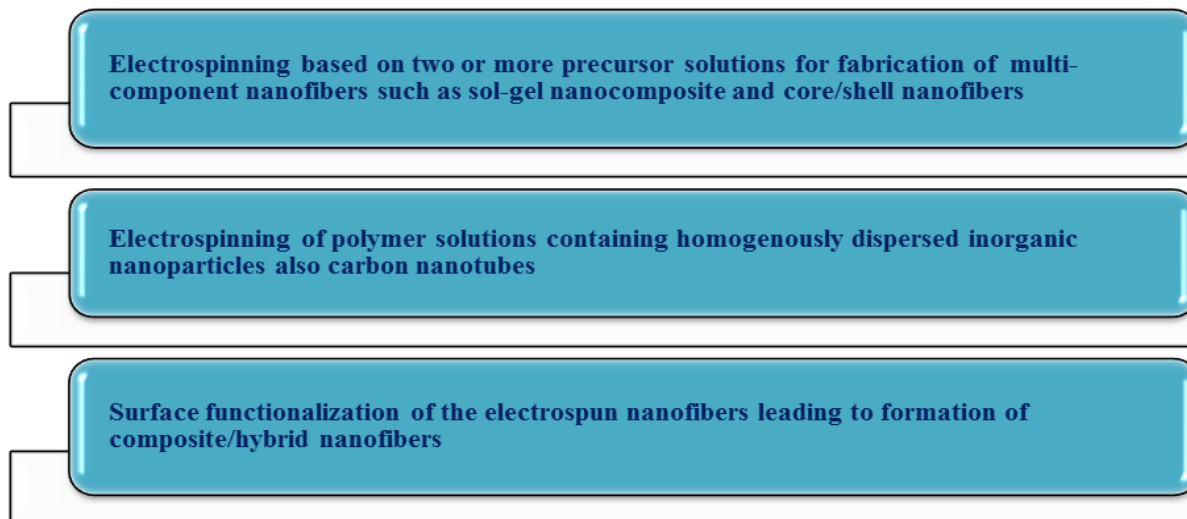 Electrospinning based on two or more precursor solutions for fabrication of multi-
component nanofibers such as sol-gel nanocomposite and core/shell nanofibers
Electrospinning of polymer solutions containing homogenously dispersed inorganic
nanoparticles also carbon nanotubes
Surface functionalization of the electrospun nanofibers leading to formation of
composite/hybrid nanofibers